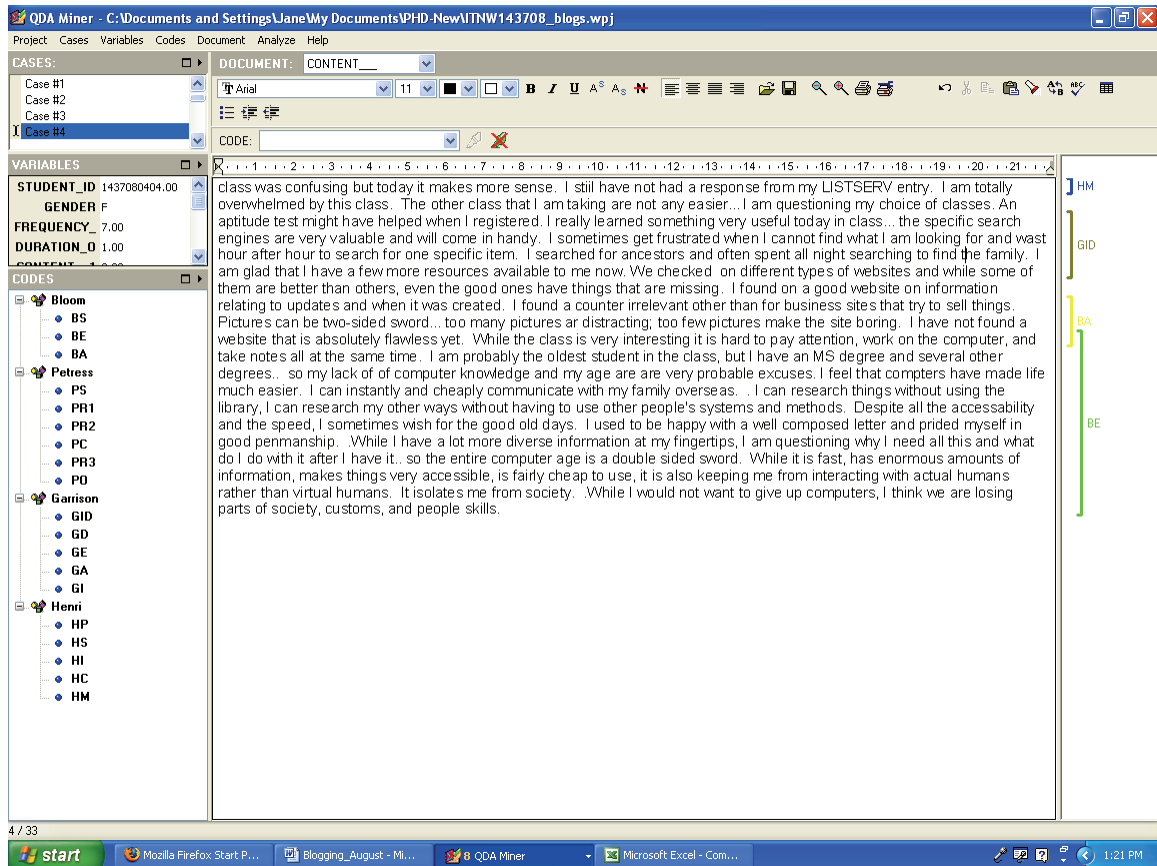 QDA Miner - C:\Documents and Settings\Jane\My Documents\PHD-New\ITNW143708_blogs.wpj
Project Cases Variables Codes Document Analyze Help
CASES:
Case #1
Case #2
Case #3
Case #4
VARIABLES
STUDENT_ID 1437080404.00
GENDER F
FREQUENCY_ 7.00
DURATION_O 1.00
CODES
Bloom
BS
BE
BA
Petress
PS
PR1
PR2
PC
PR3
PO
Garrison
GID
GD
GE
GA
GI
Henri
HP
HS
HI
HC
HM
DOCUMENT: CONTENT___
Arial 11 B I U
CODE:
1 2 3 4 5 6 7 8 9 10 11 12 13 14 15 16 17 18 19 20 21
class was confusing but today it makes more sense. I stiil have not had a response from my LISTSERV entry. I am totally
overwhelmed by this class. The other class that I am taking are not any easier... I am questioning my choice of classes. An
aptitude test might have helped when I registered. I really learned something very useful today in class... the specific search
engines are very valuable and will come in handy. I sometimes get frustrated when I cannot find what I am looking for and wast
hour after hour to search for one specific item. I searched for ancestors and often spent all night searching to find the family. I
am glad that I have a few more resources available to me now. We checked on different types of websites and while some of
them are better than others, even the good ones have things that are missing. I found on a good website on information
relating to updates and when it was created. I found a counter irrelevant other than for business sites that try to sell things.
Pictures can be two-sided sword... too many pictures ar distracting; too few pictures make the site boring. I have not found a
website that is absolutely flawless yet. While the class is very interesting it is hard to pay attention, work on the computer, and
take notes all at the same time. I am probably the oldest student in the class, but I have an MS degree and several other
degrees.. so my lack of of computer knowledge and my age are are very probable excuses. I feel that compters have made life
much easier. I can instantly and cheaply communicate with my family overseas. . I can research things without using the
library, I can research my other ways without having to use other people's systems and methods. Despite all the accessability
and the speed, I sometimes wish for the good old days. I used to be happy with a well composed letter and prided myself in
good penmanship. .While I have a lot more diverse information at my fingertips, I am questioning why I need all this and what
do I do with it after I have it.. so the entire computer age is a double sided sword. While it is fast, has enormous amounts of
information, makes things very accessible, is fairly cheap to use, it is also keeping me from interacting with actual humans
rather than virtual humans. It isolates me from society. .While I would not want to give up computers, I think we are losing
parts of society, customs, and people skills.
HM
GID
BA
BE
4 / 33
start
Mozilla Firefox Start P...
Blogging_August - Mi...
8 QDA Miner
Microsoft Excel - Com...
1:21 PM